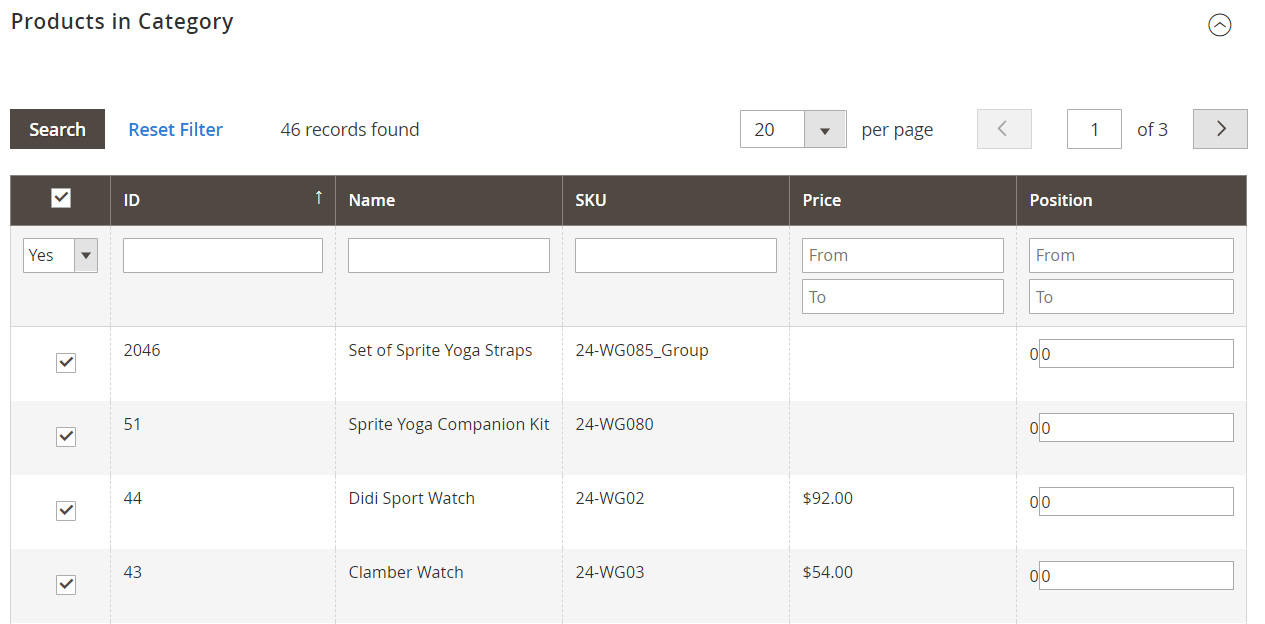 Products in Category
Search Reset Filter 46 records found 20 per page 1 of 3
ID ↑ Name SKU Price Position
Yes From From
To To
2046 Set of Sprite Yoga Straps 24-WG085_Group 0 0
51 Sprite Yoga Companion Kit 24-WG080 0 0
44 Didi Sport Watch 24-WG02 $92.00 0 0
43 Clamber Watch 24-WG03 $54.00 0 0